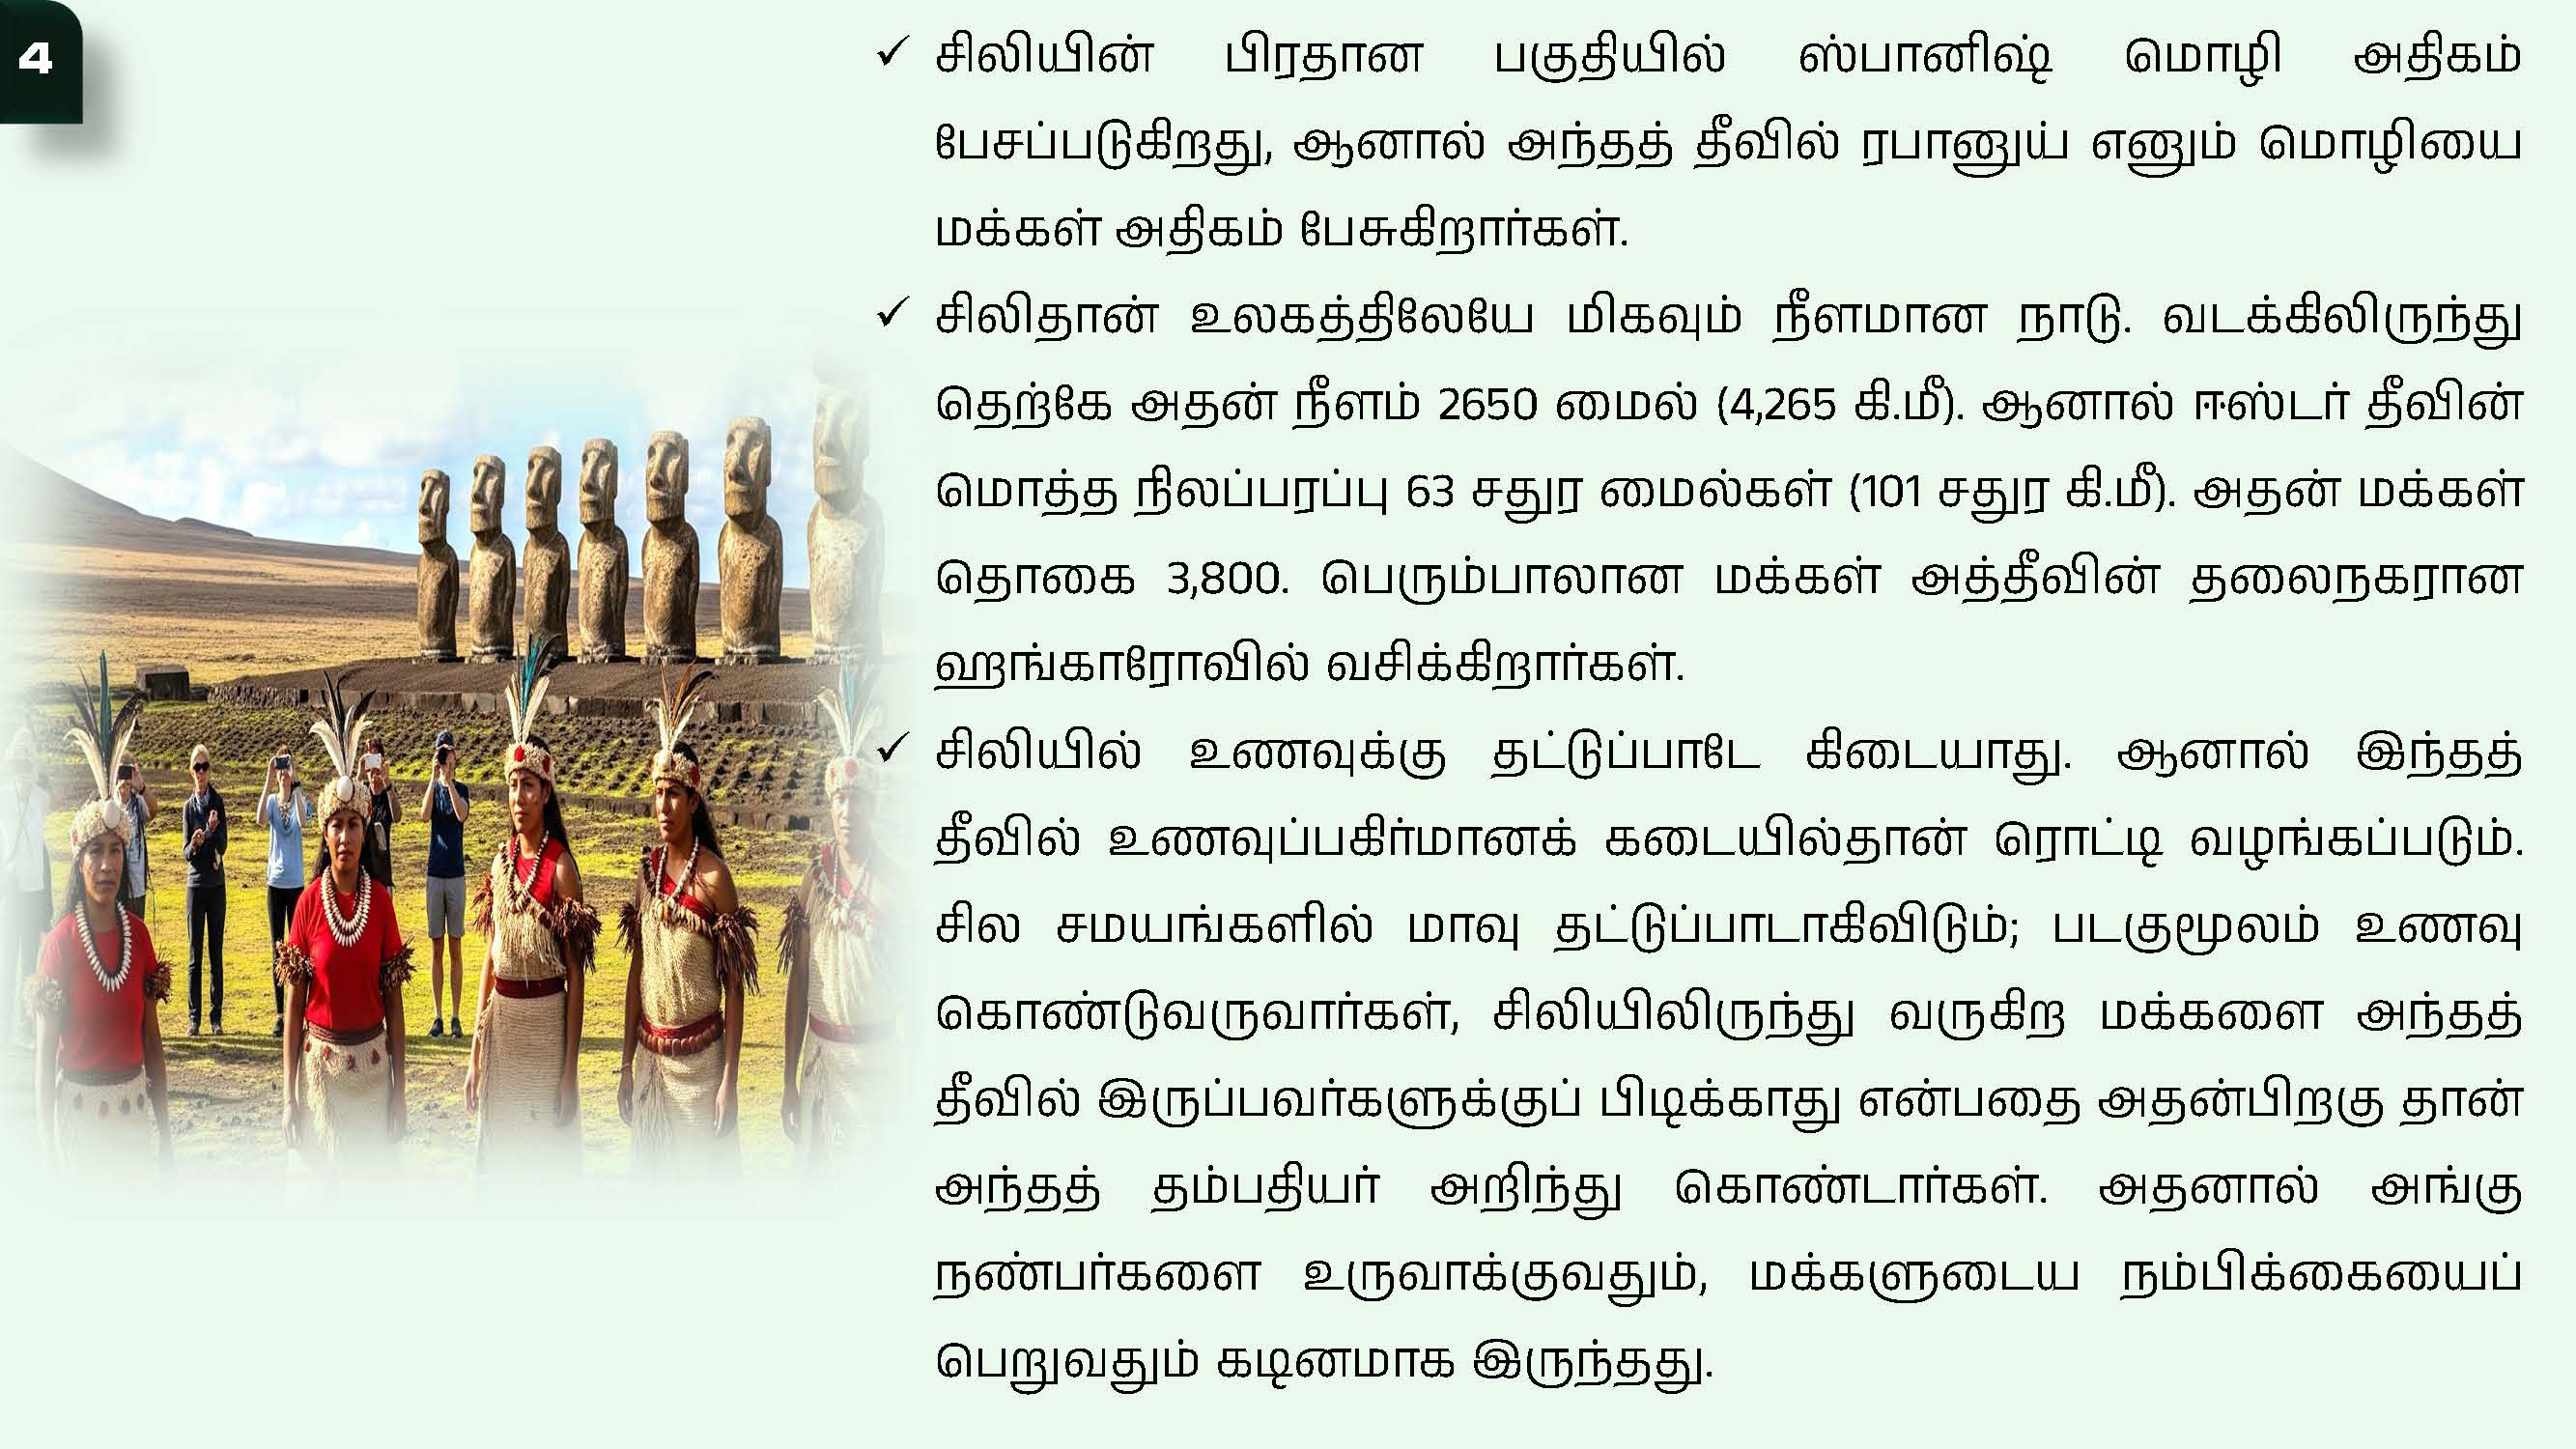 4
✓ சிலியின் பிரதான பகுதியில் ஸ்பானிஷ் மொழி அதிகம்
பேசப்படுகிறது, ஆனால் அந்தத் தீவில் ரபானுய் எனும் மொழியை
மக்கள் அதிகம் பேசுகிறார்கள்.
✓ சிலிதான் உலகத்திலேயே மிகவும் நீளமான நாடு. வடக்கிலிருந்து
தெற்கே அதன் நீளம் 2650 மைல் (4,265 கி.மீ). ஆனால் ஈஸ்டர் தீவின்
மொத்த நிலப்பரப்பு 63 சதுர மைல்கள் (101 சதுர கி.மீ). அதன் மக்கள்
தொகை 3,800. பெரும்பாலான மக்கள் அத்தீவின் தலைநகரான
ஹங்காரோவில் வசிக்கிறார்கள்.
✓ சிலியில் உணவுக்கு தட்டுப்பாடே கிடையாது. ஆனால் இந்தத்
தீவில் உணவுப்பகிர்மானக் கடையில்தான் ரொட்டி வழங்கப்படும்.
சில சமயங்களில் மாவு தட்டுப்பாடாகிவிடும்; படகுமூலம் உணவு
கொண்டுவருவார்கள், சிலியிலிருந்து வருகிற மக்களை அந்தத்
தீவில் இருப்பவர்களுக்குப் பிடிக்காது என்பதை அதன்பிறகு தான்
அந்தத் தம்பதியர் அறிந்து கொண்டார்கள். அதனால் அங்கு
நண்பர்களை உருவாக்குவதும், மக்களுடைய நம்பிக்கையைப்
பெறுவதும் கடினமாக இருந்தது.